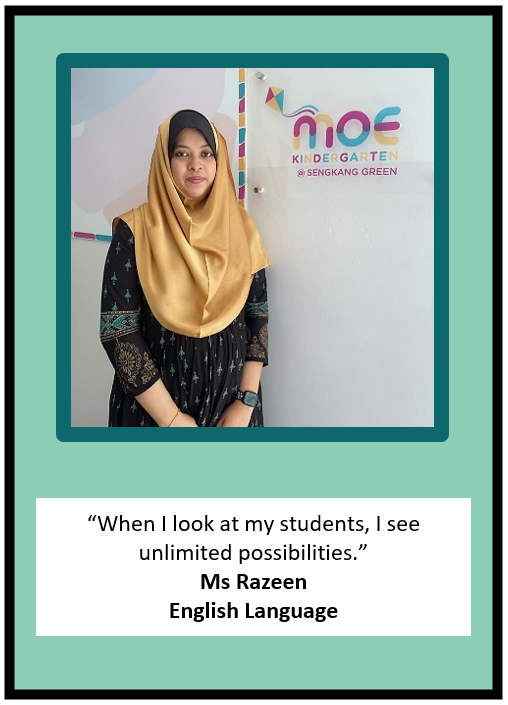 MOE
KINDERGARTEN
@ SENGKANG GREEN
“When I look at my students, I see
unlimited possibilities.”
Ms Razeen
English Language